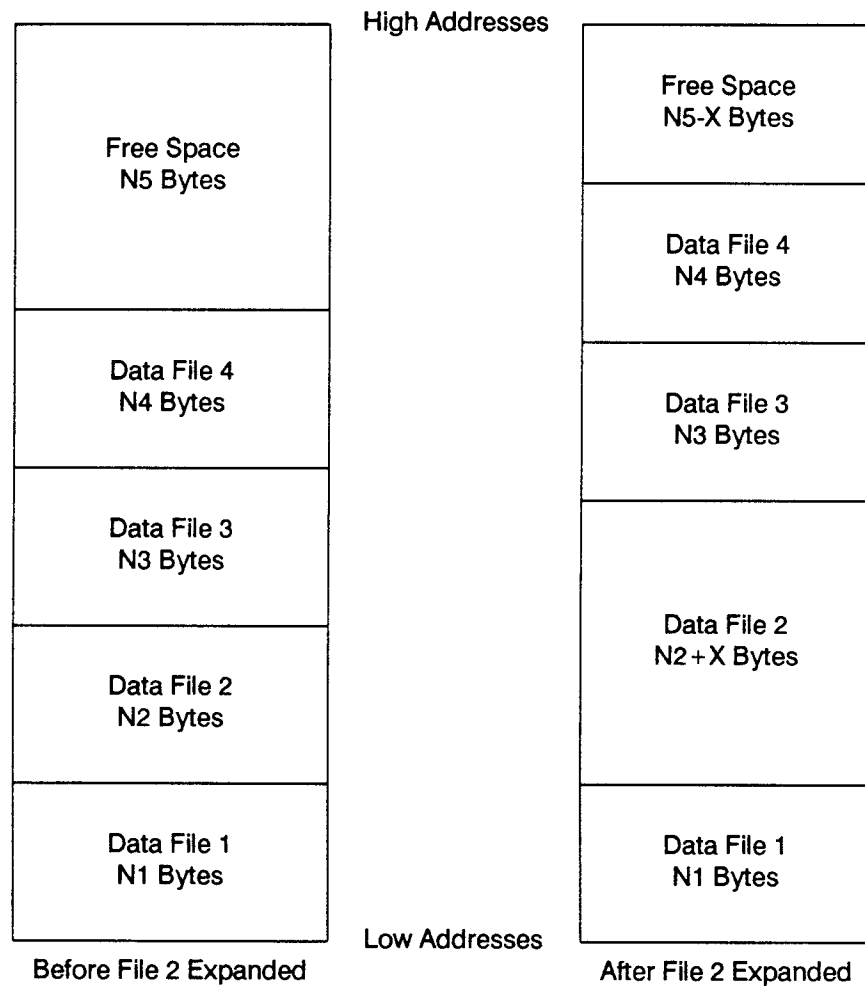 High Addresses
Free Space
N5 Bytes
Data File 4
N4 Bytes
Data File 3
N3 Bytes
Data File 2
N2 Bytes
Data File 1
N1 Bytes
Low Addresses
Before File 2 Expanded
Free Space
N5-X Bytes
Data File 4
N4 Bytes
Data File 3
N3 Bytes
Data File 2
N2+X Bytes
Data File 1
N1 Bytes
After File 2 Expanded